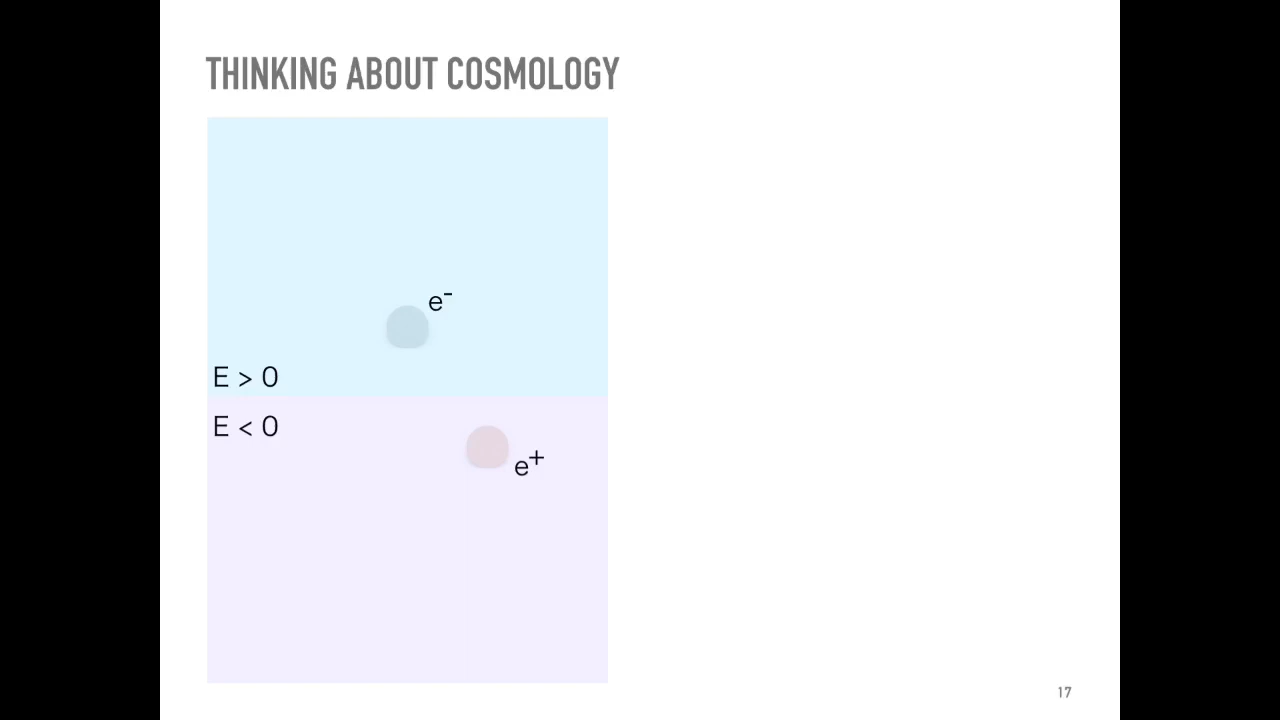 THINKING ABOUT COSMOLOGY
e⁻
E > 0
E < 0
e⁺
17